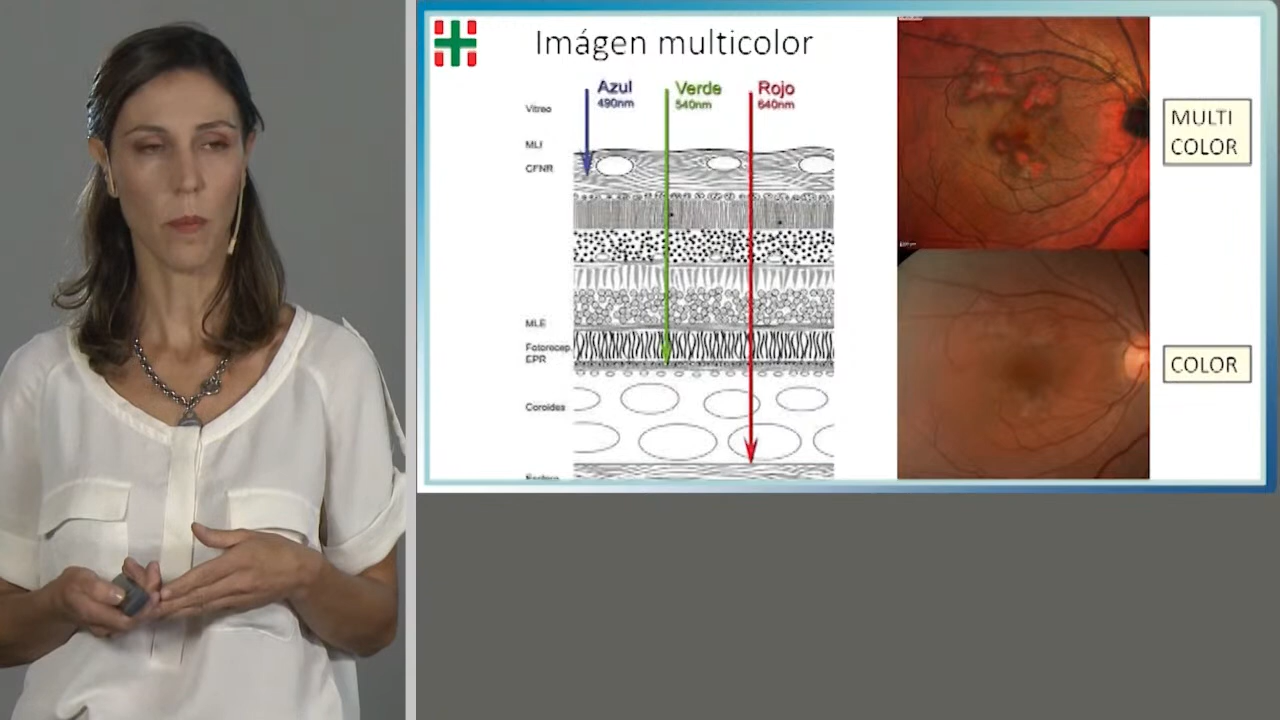 Imágen multicolor
Azul
490nm
Verde
540nm
Rojo
640nm
Vitreo
MLI
CFNR
MLE
Fotorecep.
EPR
Coroides
MULTI
COLOR
COLOR